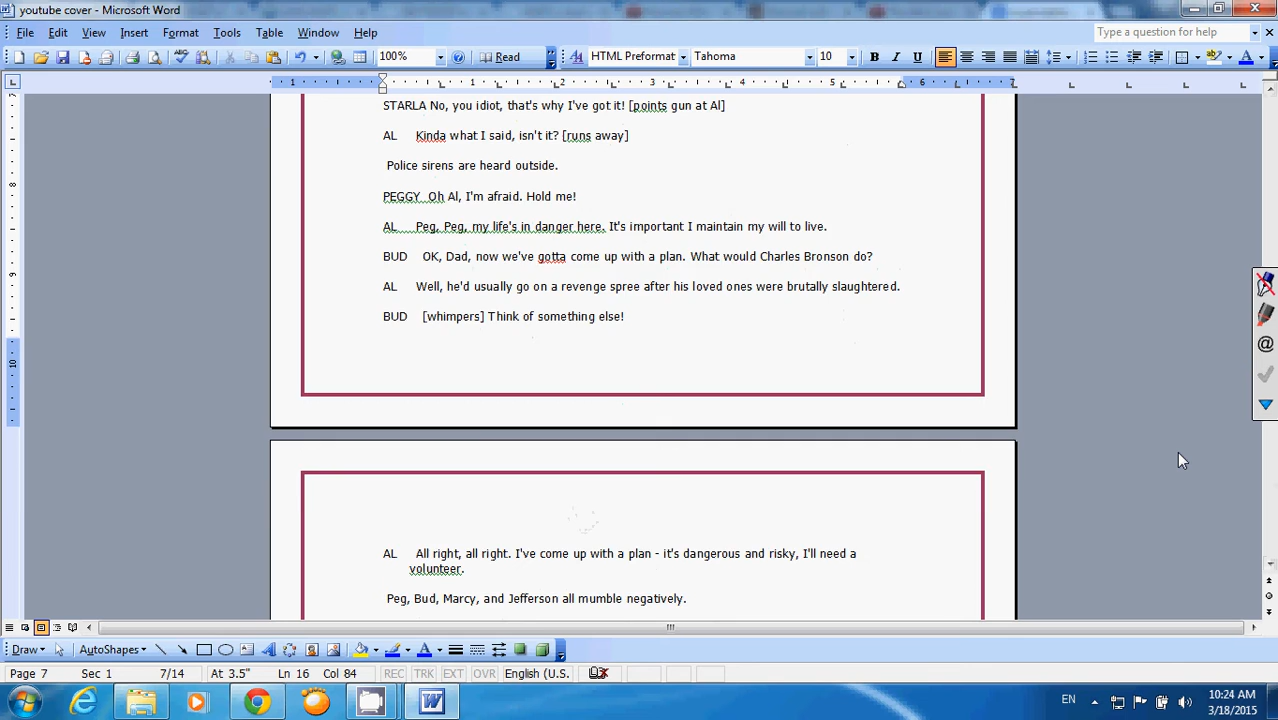 youtube cover - Microsoft Word
File Edit View Insert Format Tools Table Window Help
Type a question for help
100% Read HTML Preformat Tahoma 10 B I U
1 1 2 3 4 5 6 7
STARLA No, you idiot, that's why I've got it! [points gun at Al]
AL Kinda what I said, isn't it? [runs away]
Police sirens are heard outside.
PEGGY Oh Al, I'm afraid. Hold me!
AL Peg, Peg, my life's in danger here. It's important I maintain my will to live.
BUD OK, Dad, now we've gotta come up with a plan. What would Charles Bronson do?
AL Well, he'd usually go on a revenge spree after his loved ones were brutally slaughtered.
BUD [whimpers] Think of something else!
AL All right, all right. I've come up with a plan - it's dangerous and risky, I'll need a
volunteer.
Peg, Bud, Marcy, and Jefferson all mumble negatively.
Draw AutoShapes
Page 7 Sec 1 7/14 At 3.5" Ln 16 Col 84 REC TRK EXT OVR English (U.S.
EN 10:24 AM
3/18/2015